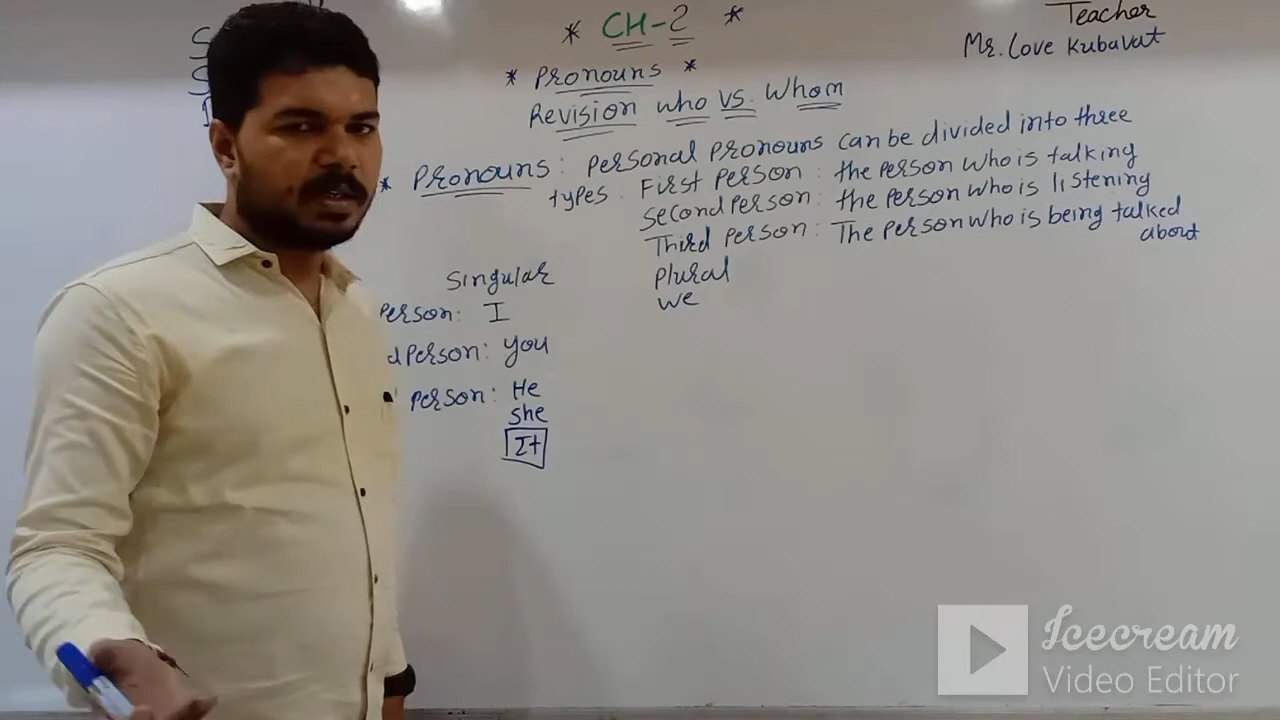 * CH-2 *
Teacher
Mr. Love Kubavat
* Pronouns *
Revision who vs. Whom
* Pronouns: Personal Pronouns can be divided into three
types: First Person: the Person who is talking
Second Person: the Person who is listening
Third Person: The Person who is being talked
about
Singular Plural
Person: I we
Person: you
Person: He
she
It
Icecream
Video Editor